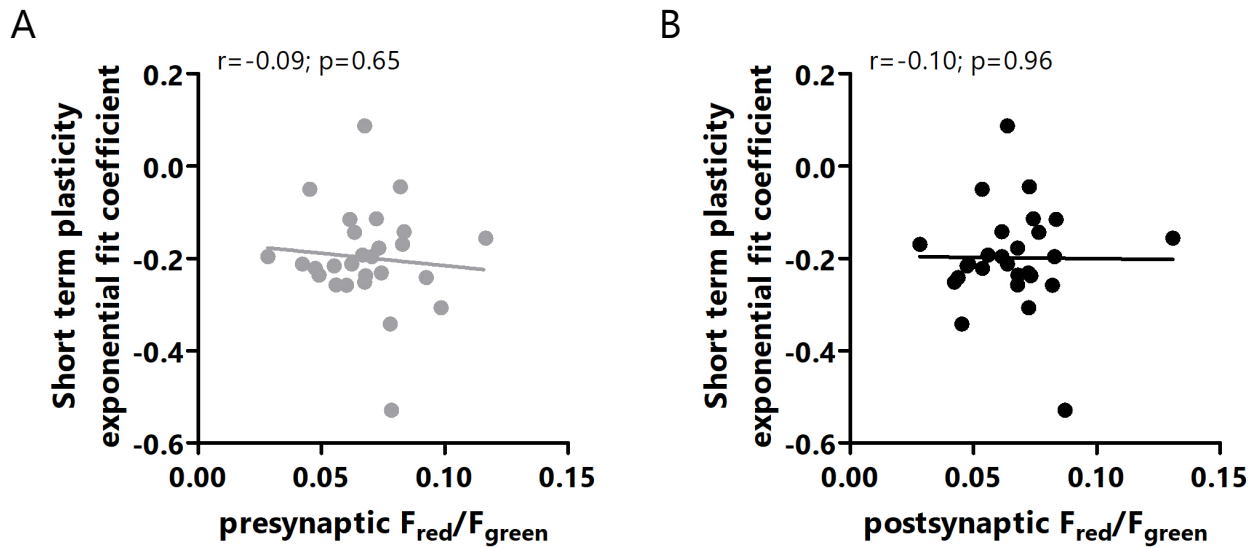 A
r=-0.09; p=0.65
Short term plasticity
exponential fit coefficient
0.2
0.0
-0.2
-0.4
-0.6
0.00
0.05
0.10
0.15
presynaptic Fred/Fgreen
B
r=-0.10; p=0.96
Short term plasticity
exponential fit coefficient
0.2
0.0
-0.2
-0.4
-0.6
0.00
0.05
0.10
0.15
postsynaptic Fred/Fgreen